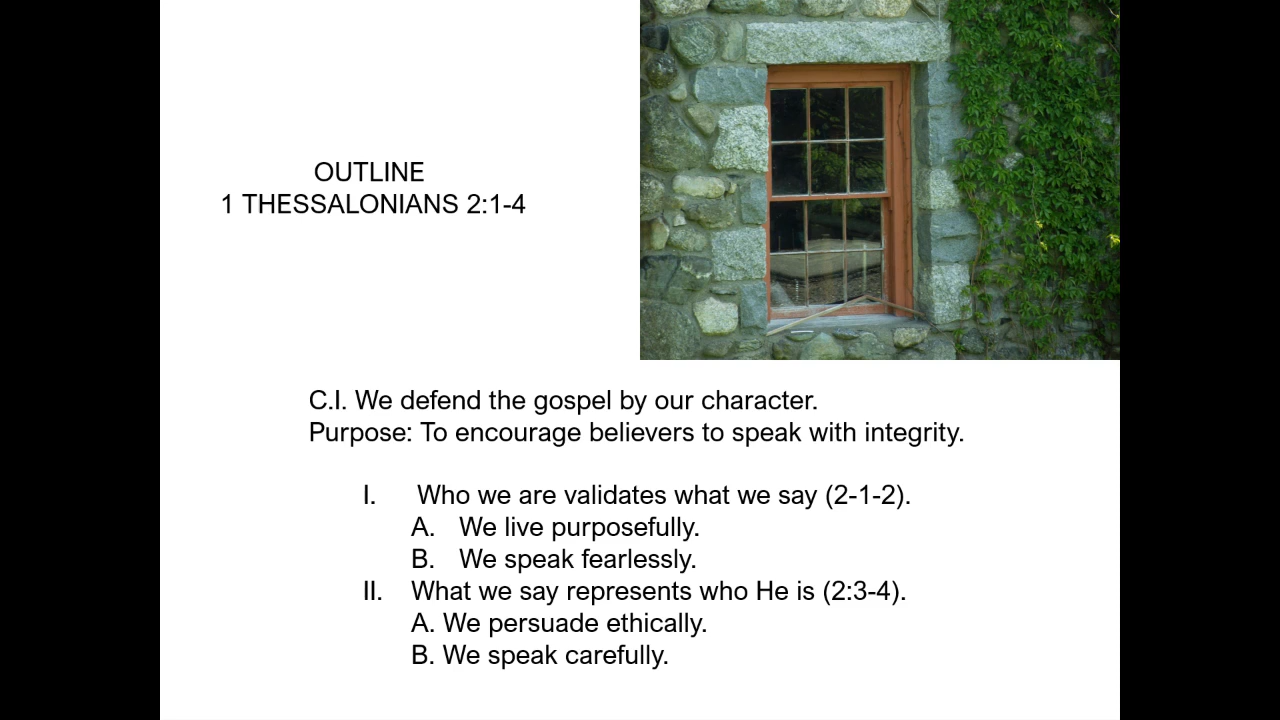 OUTLINE
1 THESSALONIANS 2:1-4
C.I. We defend the gospel by our character.
Purpose: To encourage believers to speak with integrity.
I. Who we are validates what we say (2-1-2).
A. We live purposefully.
B. We speak fearlessly.
II. What we say represents who He is (2:3-4).
A. We persuade ethically.
B. We speak carefully.